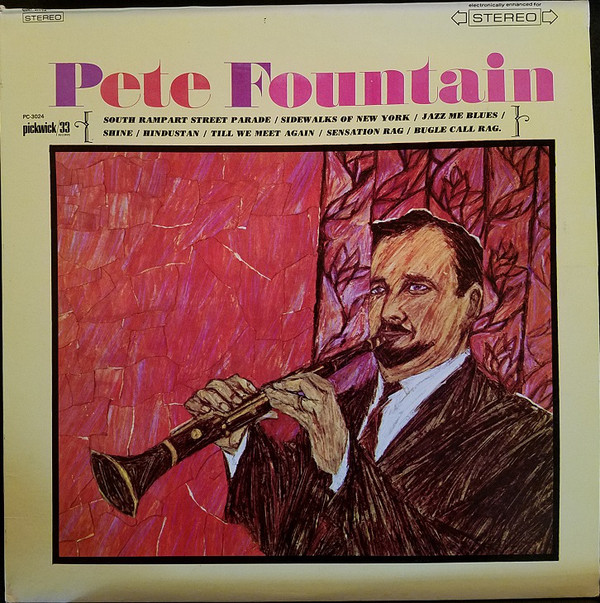 STEREO
electronically enhanced for
STEREO
Pete Fountain
PC-3024
pickwick/33
SOUTH RAMPART STREET PARADE / SIDEWALKS OF NEW YORK / JAZZ ME BLUES /
SHINE / HINDUSTAN / TILL WE MEET AGAIN / SENSATION RAG / BUGLE CALL RAG.